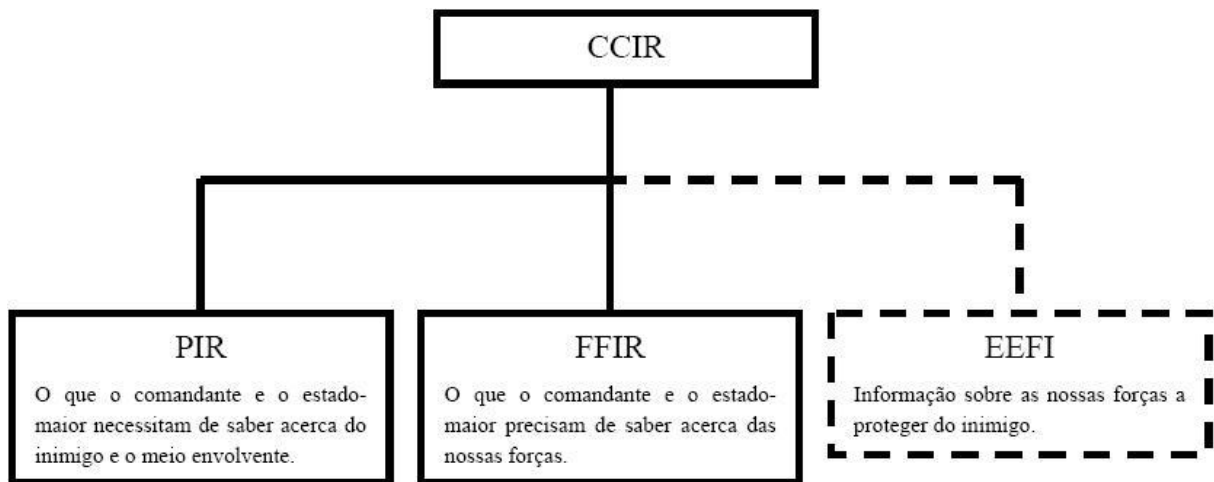 CCIR
PIR
O que o comandante e o estado-
maior necessitam de saber acerca do
inimigo e o meio envolvente.
FFIR
O que o comandante e o estado-
maior precisam de saber acerca das
nossas forças.
EEFI
Informação sobre as nossas forças a
proteger do inimigo.